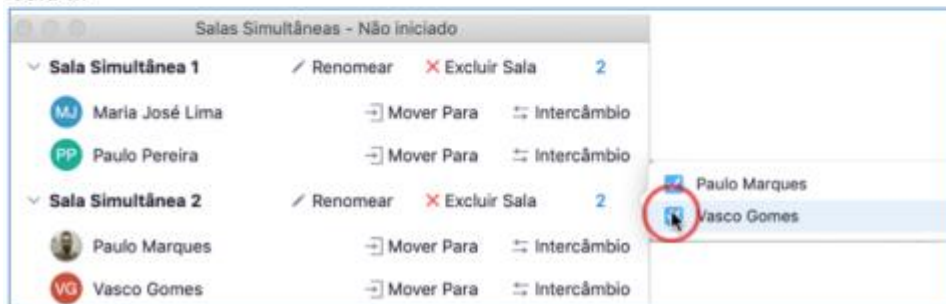 Salas Simultâneas - Não iniciado
Sala Simultânea 1 Renomear Excluir Sala 2
MJ Maria José Lima Mover Para Intercâmbio
PP Paulo Pereira Mover Para Intercâmbio
Paulo Marques
Sala Simultânea 2 Renomear Excluir Sala 2
Vasco Gomes
Paulo Marques Mover Para Intercâmbio
VG Vasco Gomes Mover Para Intercâmbio